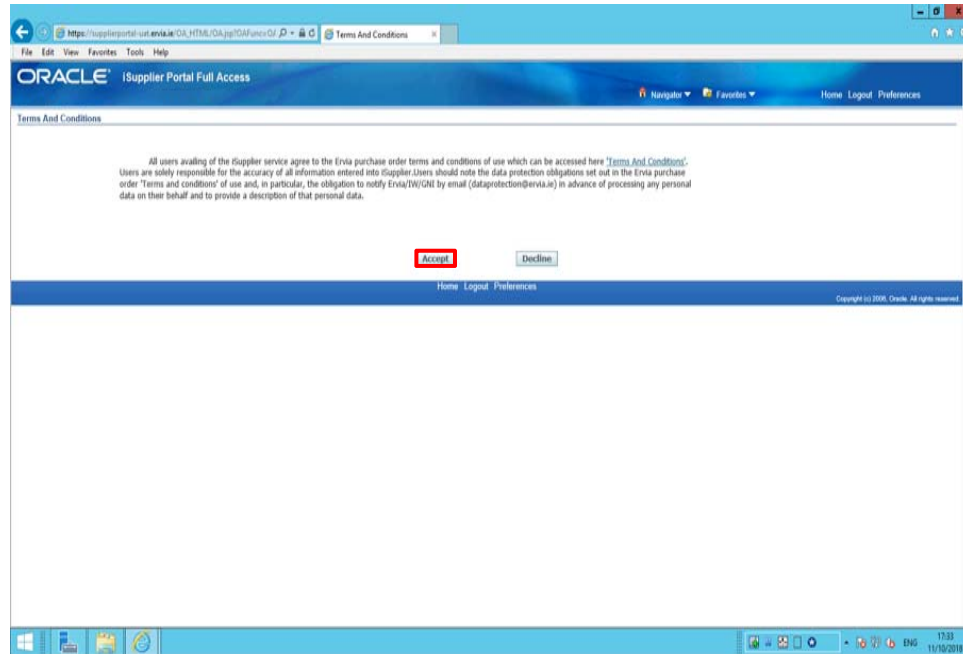 https://supplierportal-uat.ervia.ie/OA_HTML/OA.jsp?OAFunc=OA
Terms And Conditions
File Edit View Favorites Tools Help
ORACLE iSupplier Portal Full Access
Navigator Favorites Home Logout Preferences
Terms And Conditions
All users availing of the iSupplier service agree to the Ervia purchase order terms and conditions of use which can be accessed here 'Terms And Conditions'.
Users are solely responsible for the accuracy of all information entered into iSupplier.Users should note the data protection obligations set out in the Ervia purchase
order 'Terms and conditions' of use and, in particular, the obligation to notify Ervia/IW/GNI by email (dataprotection@ervia.ie) in advance of processing any personal
data on their behalf and to provide a description of that personal data.
Accept Decline
Home Logout Preferences
Copyright (c) 2006, Oracle. All rights reserved.
ENG 17:33
11/10/2018